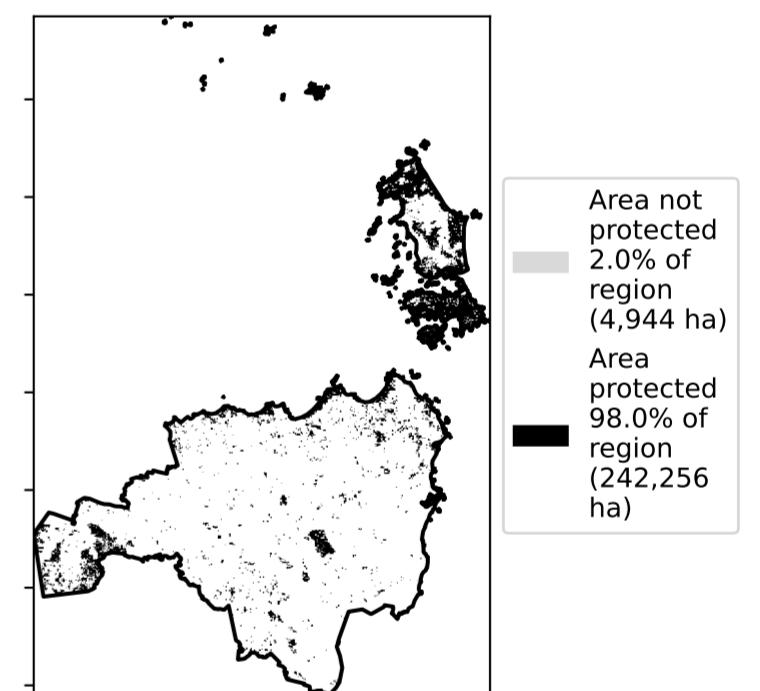 Area not
protected
2.0% of
region
(4,944 ha)
Area
protected
98.0% of
region
(242,256
ha)